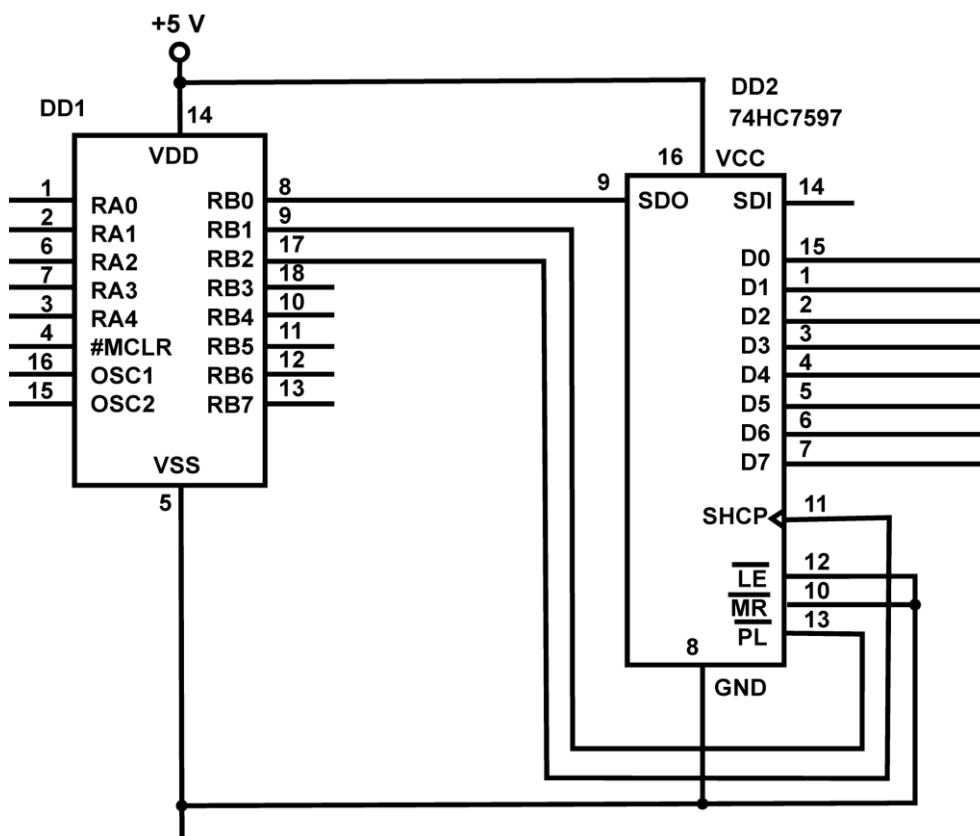 +5 V
DD1
14
VDD
1 RA0
2 RA1
6 RA2
7 RA3
3 RA4
4 #MCLR
16 OSC1
15 OSC2
RB0 8
RB1 9
RB2 17
RB3 18
RB4 10
RB5 11
RB6 12
RB7 13
VSS
5
DD2
74HC7597
16 VCC
9 SDO
SDI 14
D0 15
D1 1
D2 2
D3 3
D4 4
D5 5
D6 6
D7 7
SHCP 11
LE 12
MR 10
PL 13
8
GND